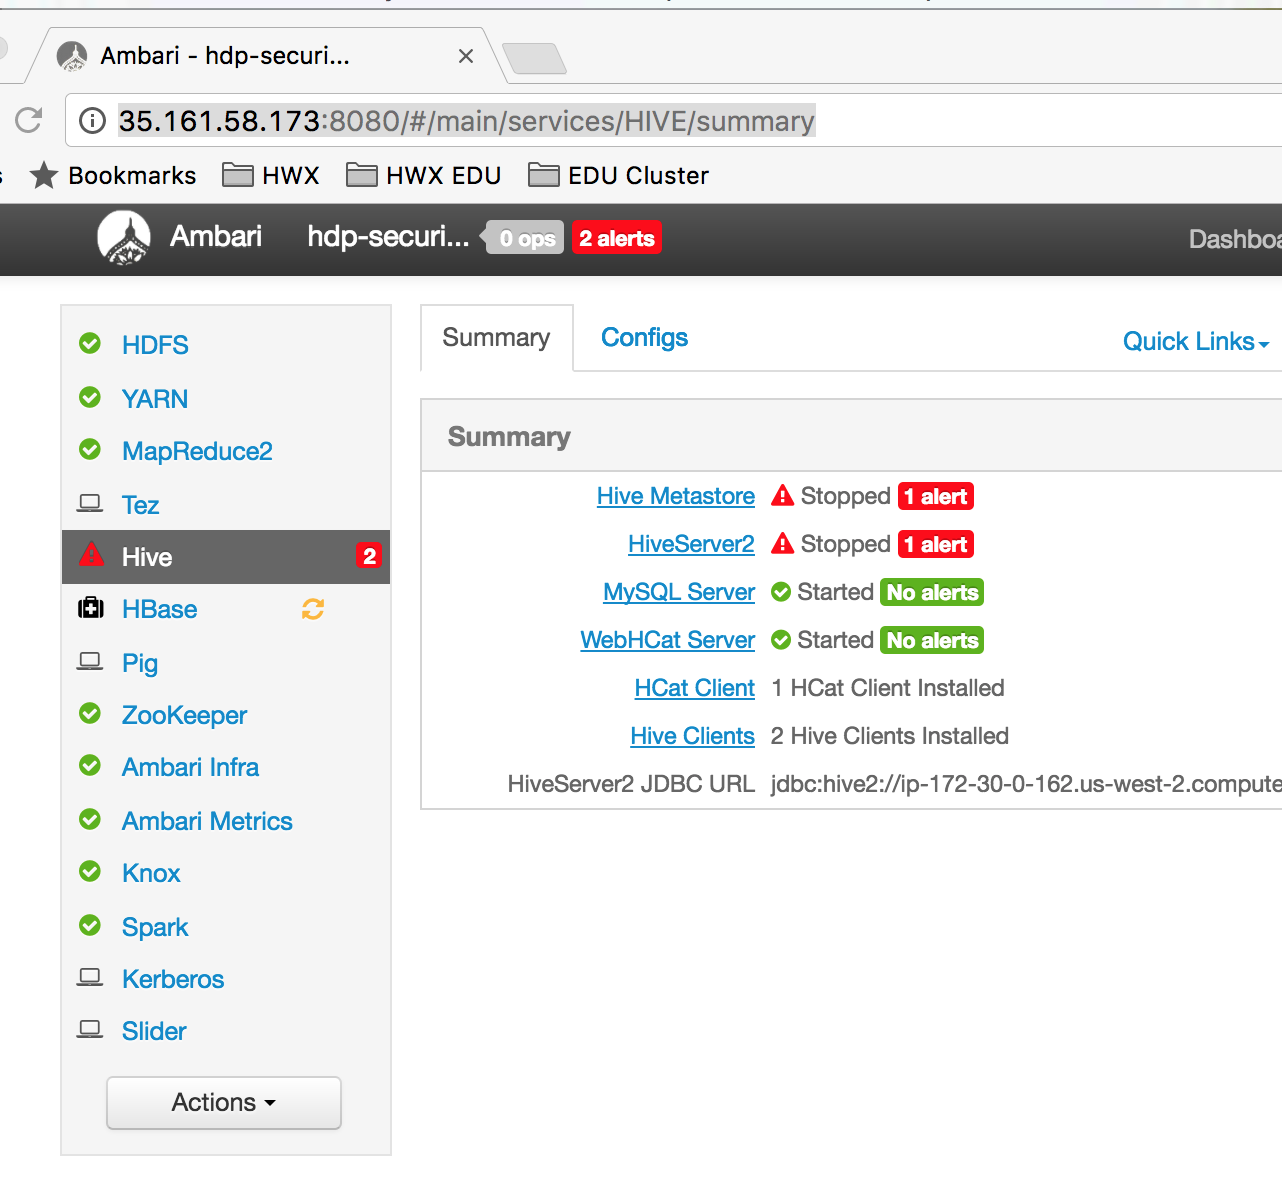 Ambari - hdp-securi...
35.161.58.173:8080/#/main/services/HIVE/summary
Bookmarks HWX HWX EDU EDU Cluster
Ambari hdp-securi... 0 ops 2 alerts Dashboa
HDFS
YARN
MapReduce2
Tez
Hive 2
HBase
Pig
ZooKeeper
Ambari Infra
Ambari Metrics
Knox
Spark
Kerberos
Slider
Actions
Summary Configs Quick Links
Summary
Hive Metastore Stopped 1 alert
HiveServer2 Stopped 1 alert
MySQL Server Started No alerts
WebHCat Server Started No alerts
HCat Client 1 HCat Client Installed
Hive Clients 2 Hive Clients Installed
HiveServer2 JDBC URL jdbc:hive2://ip-172-30-0-162.us-west-2.compute